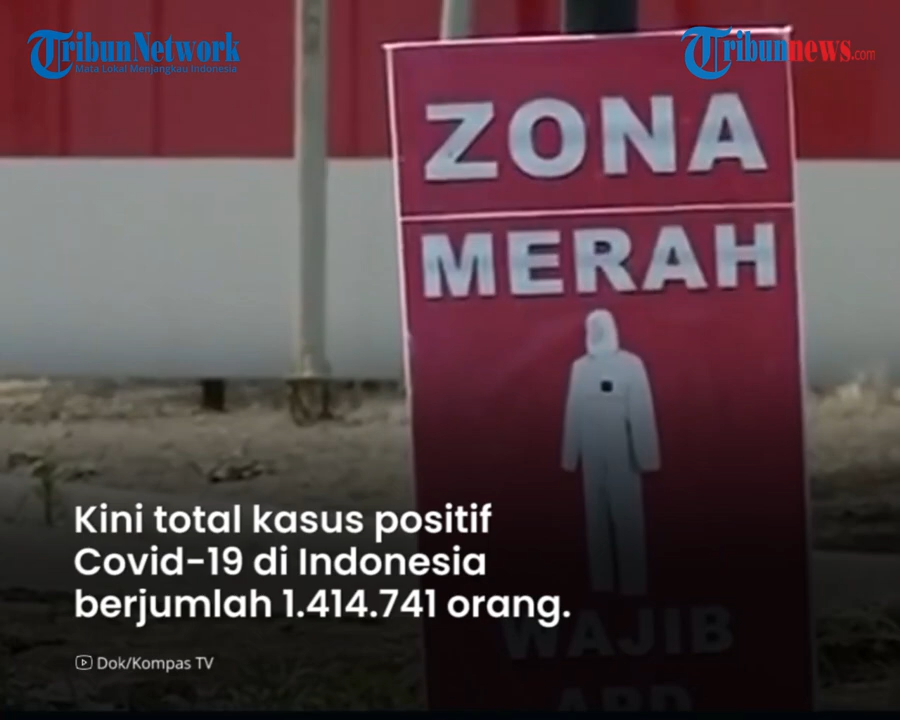 TribunNetwork
Mata Lokal Menjangkau Indonesia
Tribunnews.com
ZONA
MERAH
WAJIB
APD
Kini total kasus positif
Covid-19 di Indonesia
berjumlah 1.414.741 orang.
Dok/Kompas TV